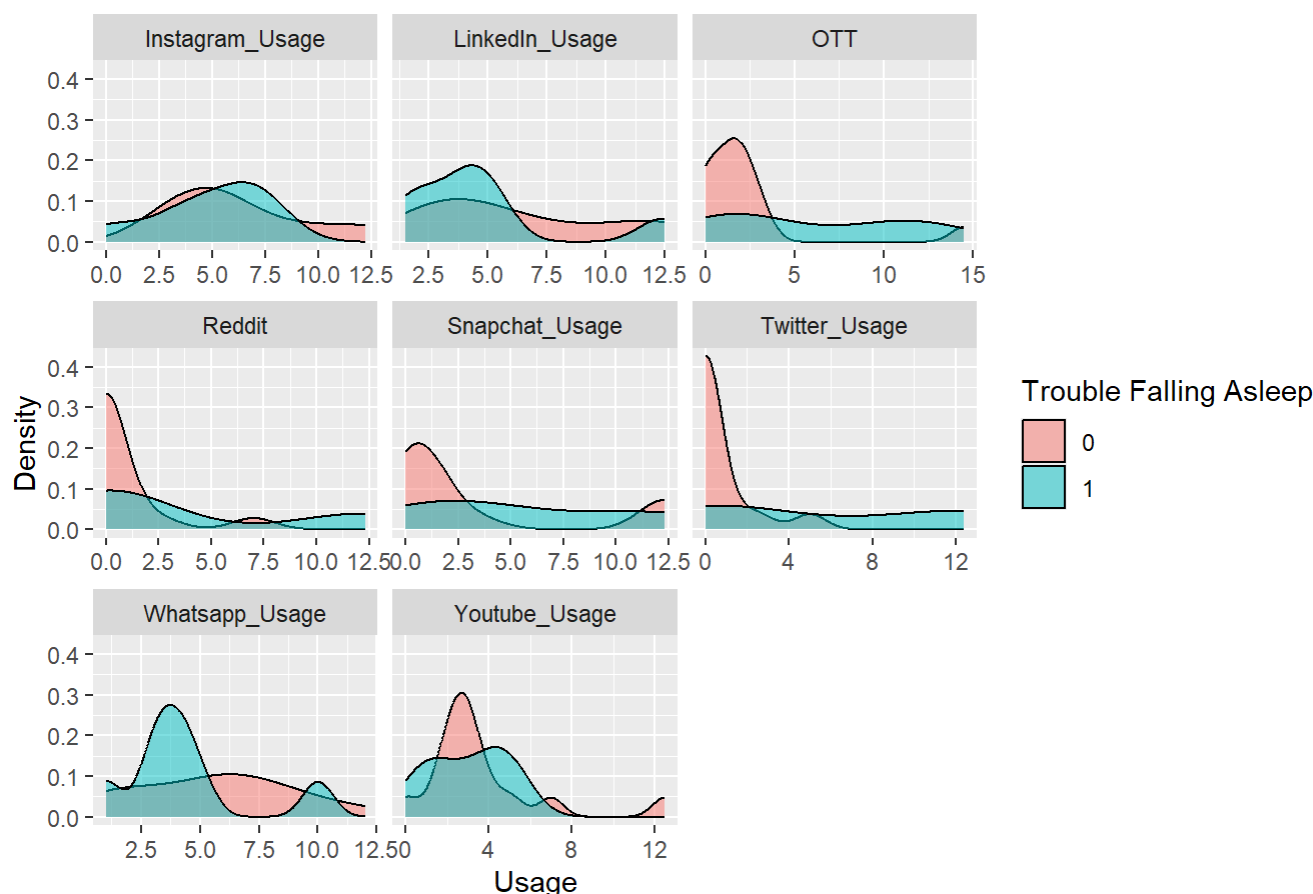 Instagram_Usage LinkedIn_Usage OTT
0.4
0.3
0.2
0.1
0.0
0.0 2.5 5.0 7.5 10.0 12.5 2.5 5.0 7.5 10.0 12.5 0 5 10 15
Reddit Snapchat_Usage Twitter_Usage
0.4
0.3
0.2
0.1
0.0
0.0 2.5 5.0 7.5 10.0 12.50.0 2.5 5.0 7.5 10.0 12.5 0 4 8 12
Whatsapp_Usage Youtube_Usage
0.4
0.3
0.2
0.1
0.0
2.5 5.0 7.5 10.0 12.50 4 8 12
Usage
Density
Trouble Falling Asleep
0
1